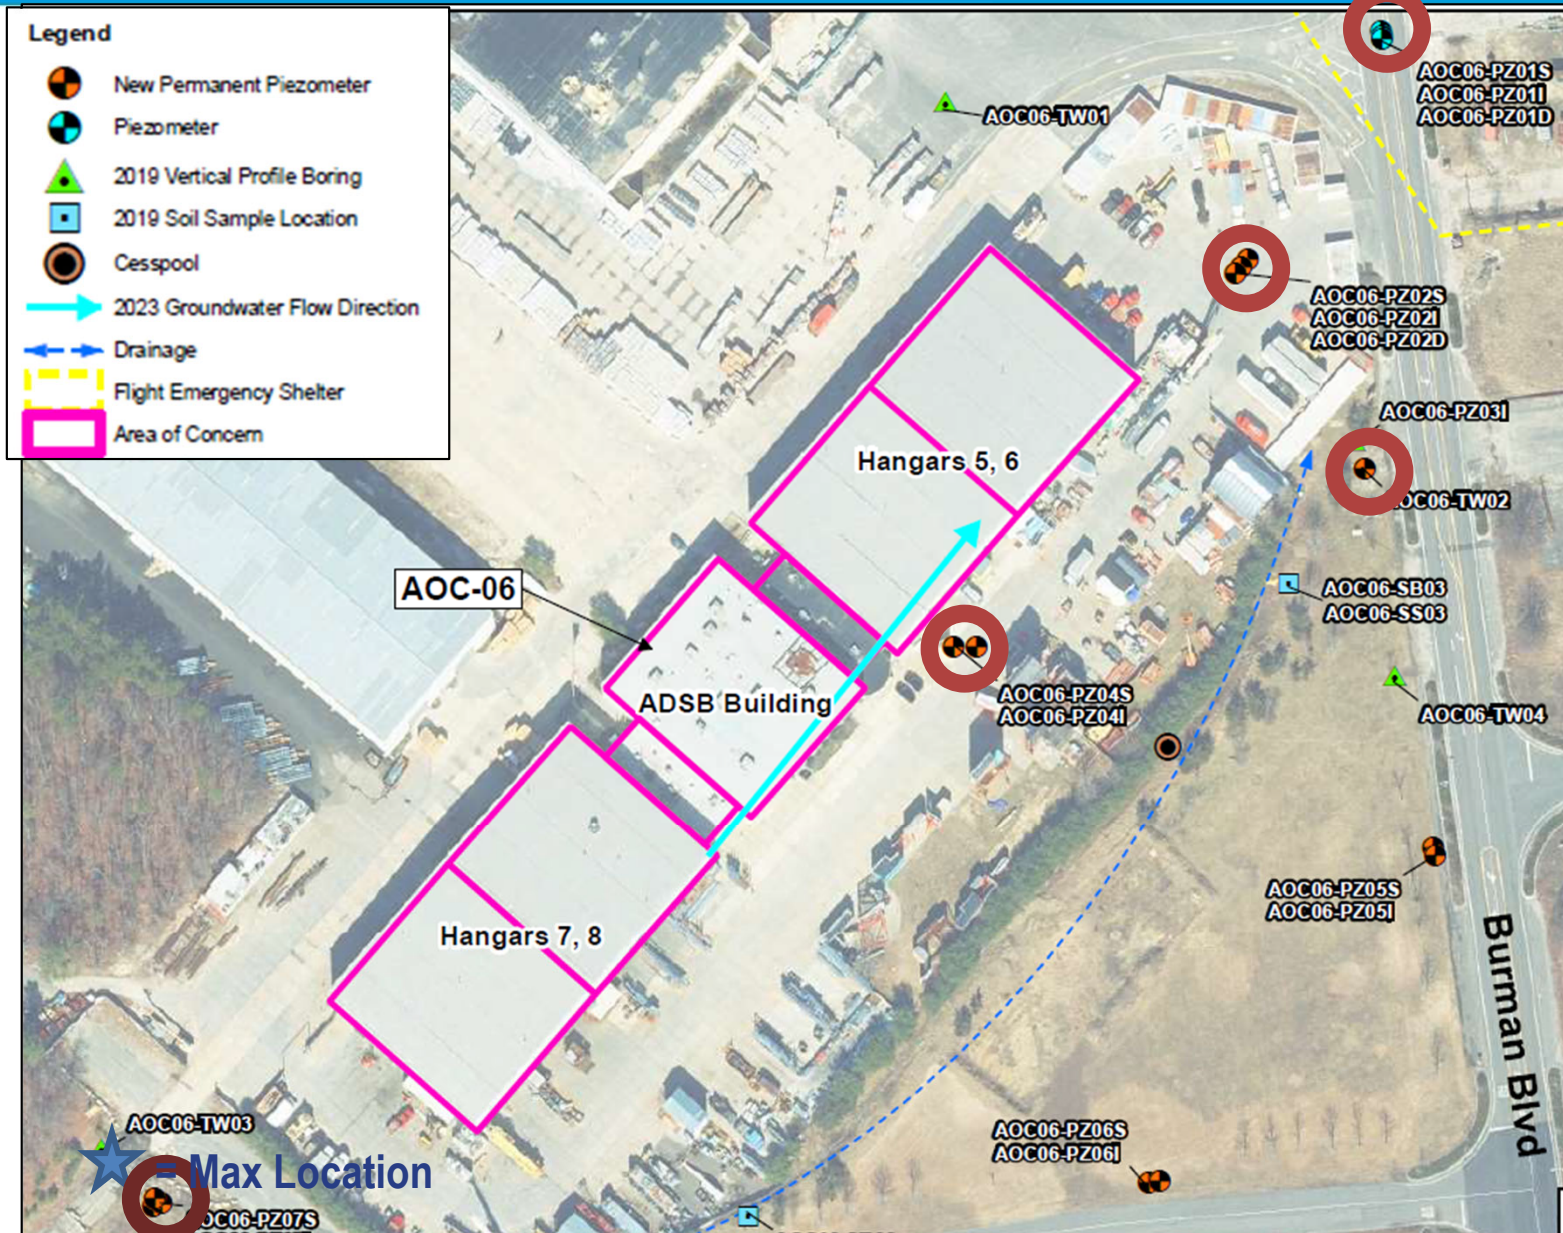 Legend
New Permanent Piezometer
Piezometer
2019 Vertical Profile Boring
2019 Soil Sample Location
Cesspool
2023 Groundwater Flow Direction
Drainage
Flight Emergency Shelter
Area of Concern
AOC06-PZ01S
AOC06-PZ01I
AOC06-PZ01D
AOC06-TW01
AOC06-PZ02S
AOC06-PZ02I
AOC06-PZ02D
AOC06-PZ03I
Hangars 5, 6
OC06-TW02
AOC-06
AOC06-SB03
AOC06-SS03
ADSB Building
AOC06-PZ04S
AOC06-PZ04I
AOC06-TW04
AOC06-PZ05S
AOC06-PZ05I
Hangars 7, 8
Burman Blvd
AOC06-TW03
AOC06-PZ06S
AOC06-PZ06I
= Max Location
OC06-PZ07S